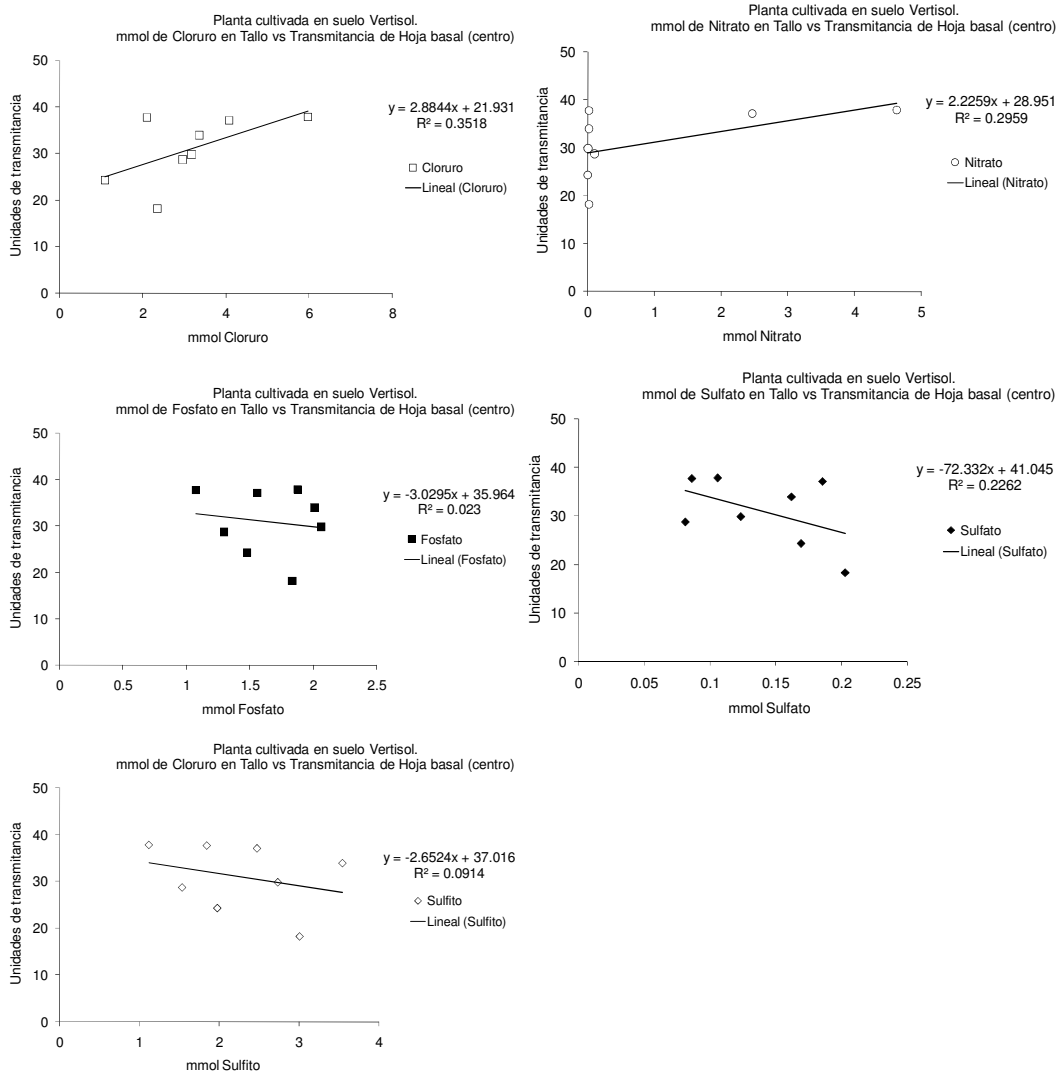 Planta cultivada en suelo Vertisol.
mmol de Cloruro en Tallo vs Transmitancia de Hoja basal (centro)
Unidades de transmitancia
50
40
30
20
10
0
0 2 4 6 8
mmol Cloruro
y = 2.8844x + 21.931
R² = 0.3518
Cloruro
Lineal (Cloruro)
Planta cultivada en suelo Vertisol.
mmol de Nitrato en Tallo vs Transmitancia de Hoja basal (centro)
Unidades de transmitancia
50
40
30
20
10
0
0 1 2 3 4 5
mmol Nitrato
y = 2.2259x + 28.951
R² = 0.2959
Nitrato
Lineal (Nitrato)
Planta cultivada en suelo Vertisol.
mmol de Fosfato en Tallo vs Transmitancia de Hoja basal (centro)
Unidades de transmitancia
50
40
30
20
10
0
0 0.5 1 1.5 2 2.5
mmol Fosfato
y = -3.0295x + 35.964
R² = 0.023
Fosfato
Lineal (Fosfato)
Planta cultivada en suelo Vertisol.
mmol de Sulfato en Tallo vs Transmitancia de Hoja basal (centro)
Unidades de transmitancia
50
40
30
20
10
0
0 0.05 0.1 0.15 0.2 0.25
mmol Sulfato
y = -72.332x + 41.045
R² = 0.2262
Sulfato
Lineal (Sulfato)
Planta cultivada en suelo Vertisol.
mmol de Cloruro en Tallo vs Transmitancia de Hoja basal (centro)
Unidades de transmitancia
50
40
30
20
10
0
0 1 2 3 4
mmol Sulfito
y = -2.6524x + 37.016
R² = 0.0914
Sulfito
Lineal (Sulfito)